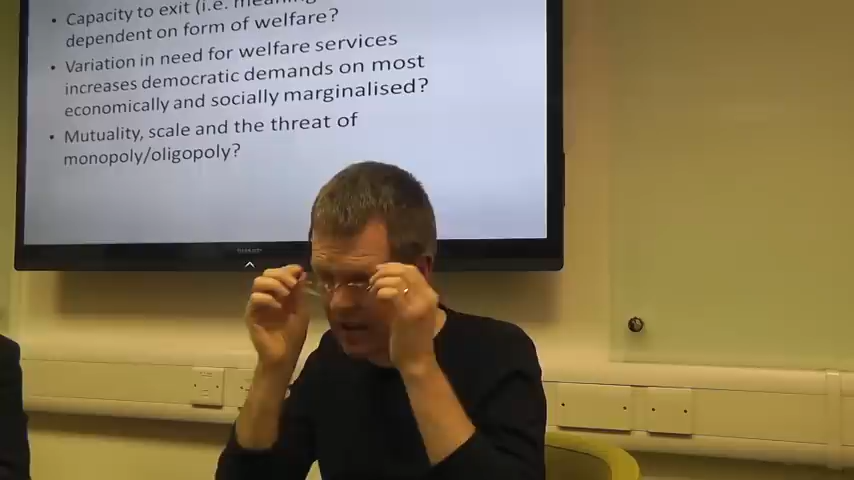 • Capacity to exit (i.e. meaning
dependent on form of welfare?
• Variation in need for welfare services
increases democratic demands on most
economically and socially marginalised?
• Mutuality, scale and the threat of
monopoly/oligopoly?